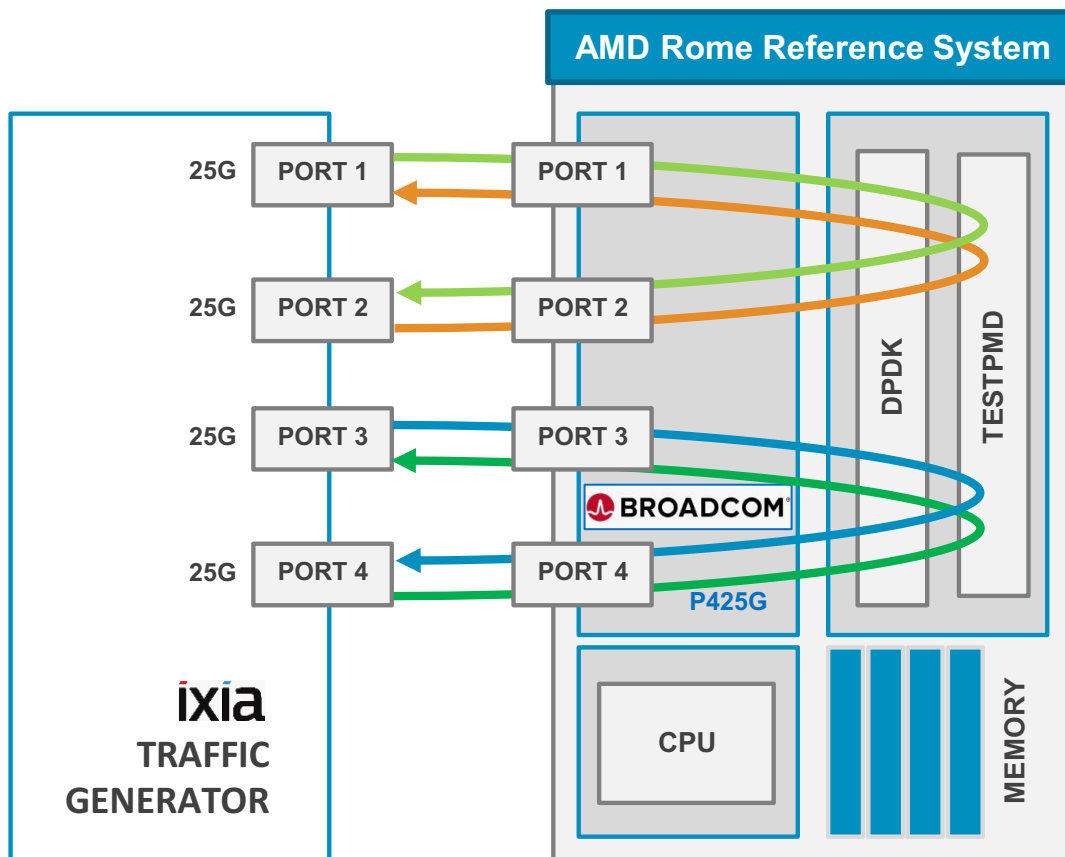 AMD Rome Reference System
25G
PORT 1
PORT 1
25G
PORT 2
PORT 2
25G
PORT 3
PORT 3
BROADCOM®
25G
PORT 4
PORT 4
P425G
DPDK
TESTPMD
ixia
TRAFFIC
GENERATOR
CPU
MEMORY